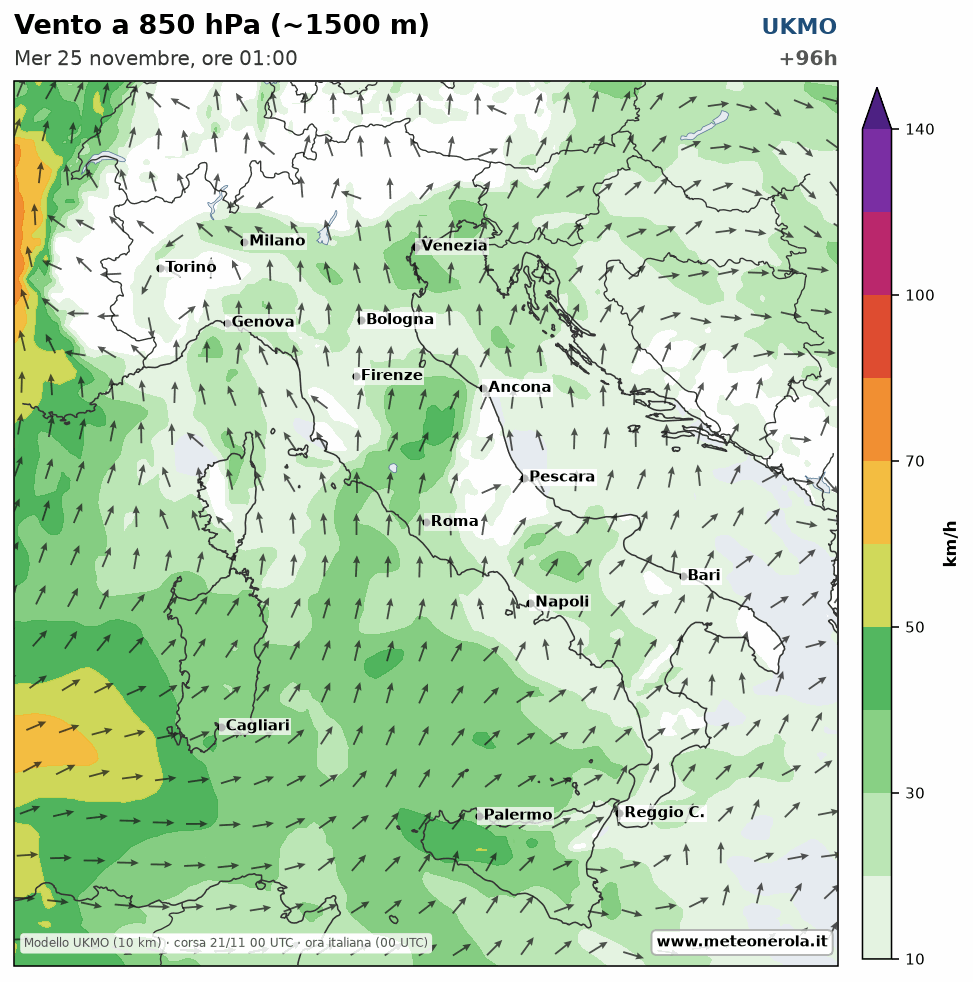 Vento a 850 hPa (~1500 m)
UKMO
Mer 25 novembre, ore 01:00
+96h
140
100
70
50
30
10
km/h
Milano
Venezia
Torino
Genova
Bologna
Firenze
Ancona
Pescara
Roma
Bari
Napoli
Cagliari
Palermo
Reggio C.
Modello UKMO (10 km) · corsa 21/11 00 UTC · ora italiana (00 UTC)
www.meteonerola.it